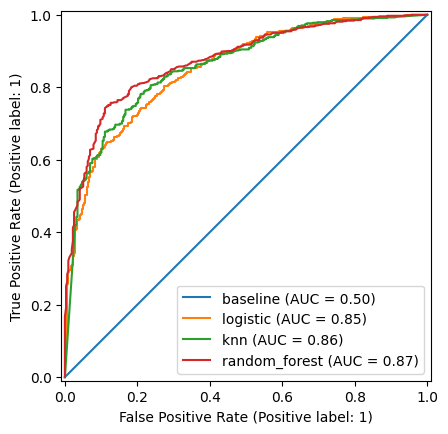 True Positive Rate (Positive label: 1)
1.0
0.8
0.6
0.4
0.2
0.0
baseline (AUC = 0.50)
logistic (AUC = 0.85)
knn (AUC = 0.86)
random_forest (AUC = 0.87)
0.0 0.2 0.4 0.6 0.8 1.0
False Positive Rate (Positive label: 1)